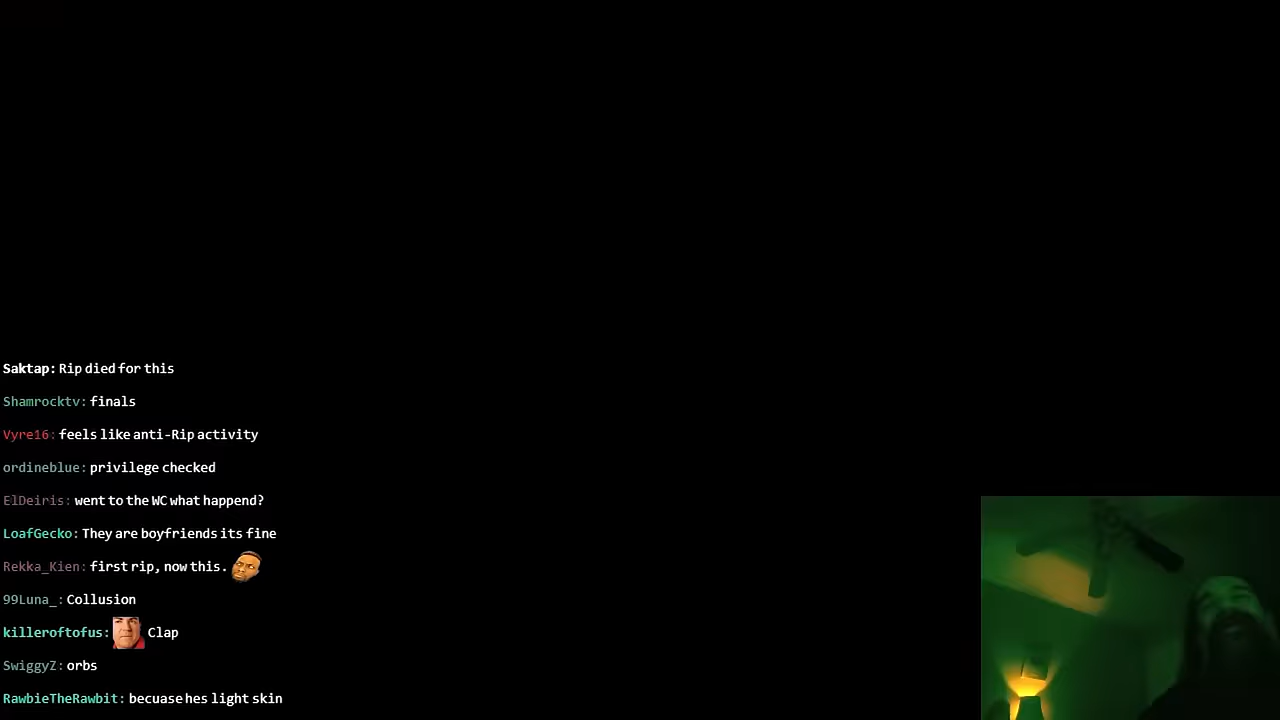 Saktap: Rip died for this
Shamrocktv: finals
Vyre16: feels like anti-Rip activity
ordineblue: privilege checked
ElDeiris: went to the WC what happend?
LoafGecko: They are boyfriends its fine
Rekka_Kien: first rip, now this.
99Luna_: Collusion
killeroftofus: Clap
SwiggyZ: orbs
RawbieTheRawbit: becuase hes light skin